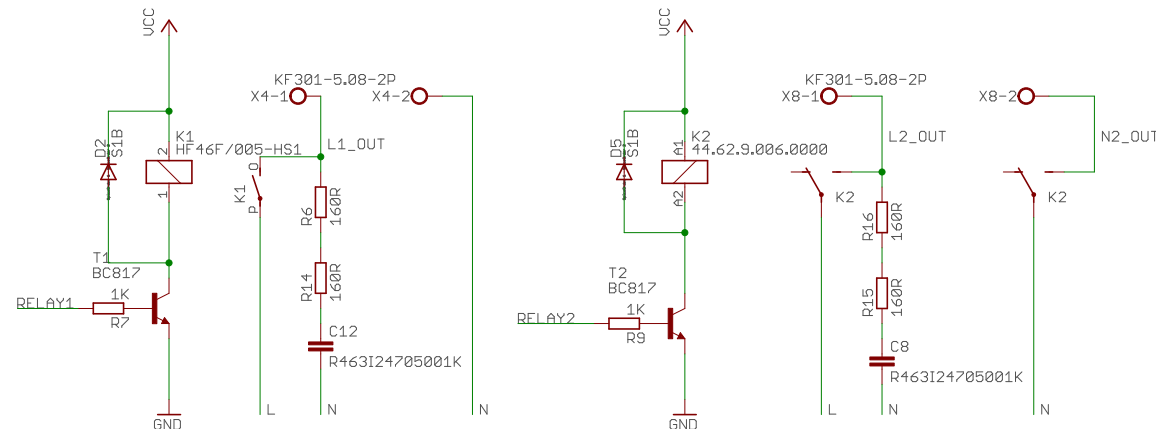 VCC
KF301-5.08-2P
X4-1
X4-2
D2
S1B
2
K1
HF46F/005-HS1
1
L1_OUT
O
K1
P
R6
160R
R14
160R
T1
BC817
RELAY1
1K
R7
C12
R463I24705001K
L
N
N
GND
VCC
KF301-5.08-2P
X8-1
X8-2
D5
S1B
A1
K2
44.62.9.006.0000
A2
L2_OUT
N2_OUT
K2
K2
R16
160R
R15
160R
T2
BC817
RELAY2
1K
R9
C8
R463I24705001K
L
N
N
GND